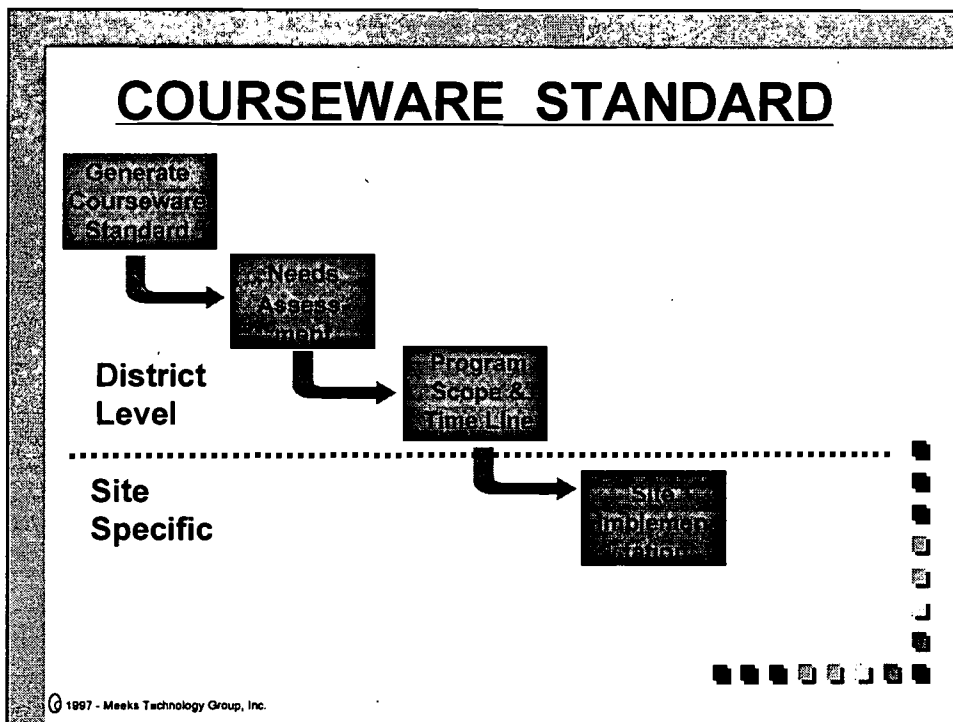 COURSEWARE STANDARD
Generate
Courseware
Standard
Needs
Assess
ment
District
Level
Program
Scope &
Time Line
Site
Specific
Site
Implemen
tation
© 1997 - Meeks Technology Group, Inc.